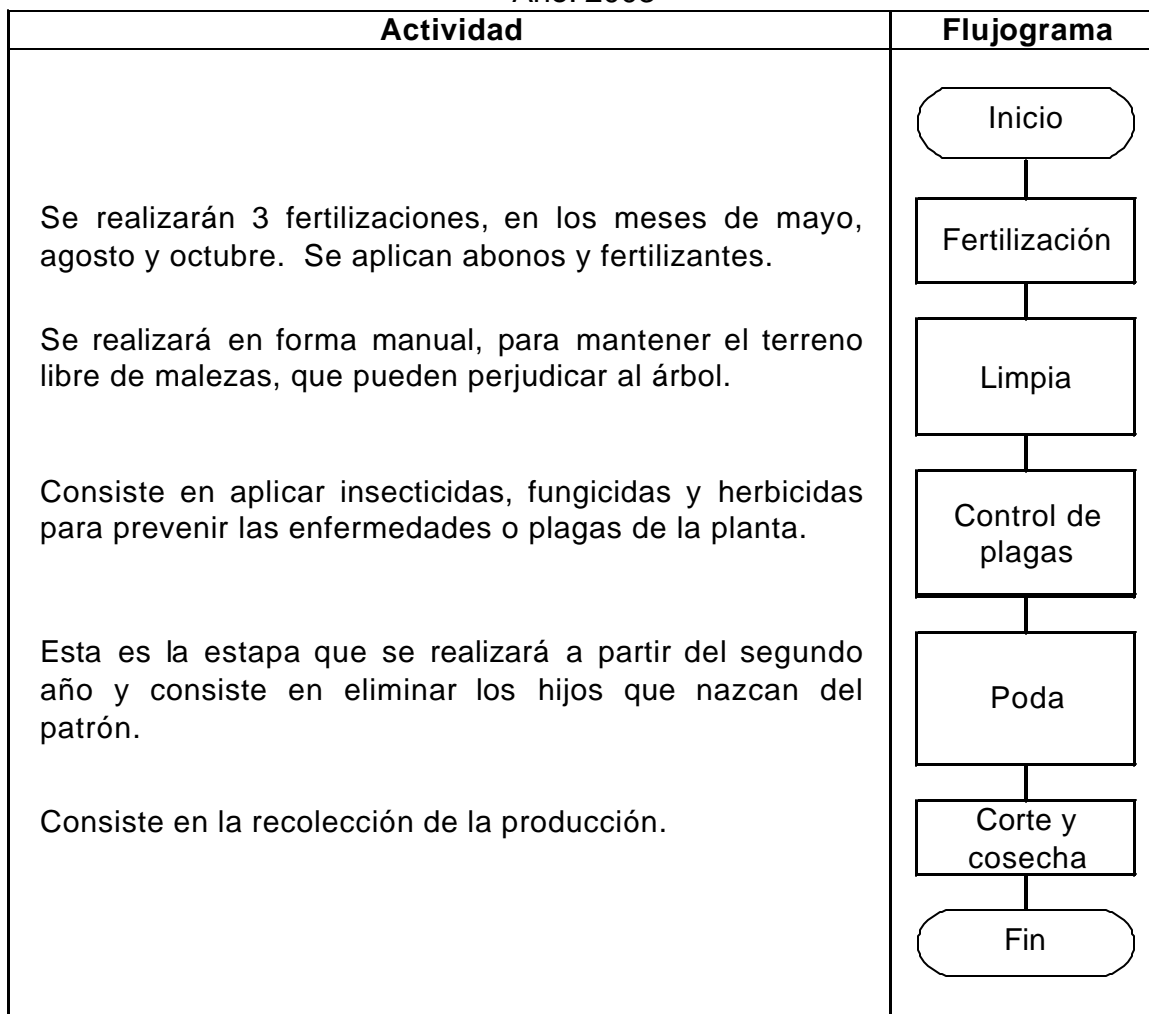 Actividad Flujograma
Inicio
Se realizarán 3 fertilizaciones, en los meses de mayo,
agosto y octubre. Se aplican abonos y fertilizantes.
Fertilización
Se realizará en forma manual, para mantener el terreno
libre de malezas, que pueden perjudicar al árbol.
Limpia
Consiste en aplicar insecticidas, fungicidas y herbicidas
para prevenir las enfermedades o plagas de la planta.
Control de
plagas
Esta es la estapa que se realizará a partir del segundo
año y consiste en eliminar los hijos que nazcan del
patrón.
Poda
Consiste en la recolección de la producción.
Corte y
cosecha
Fin